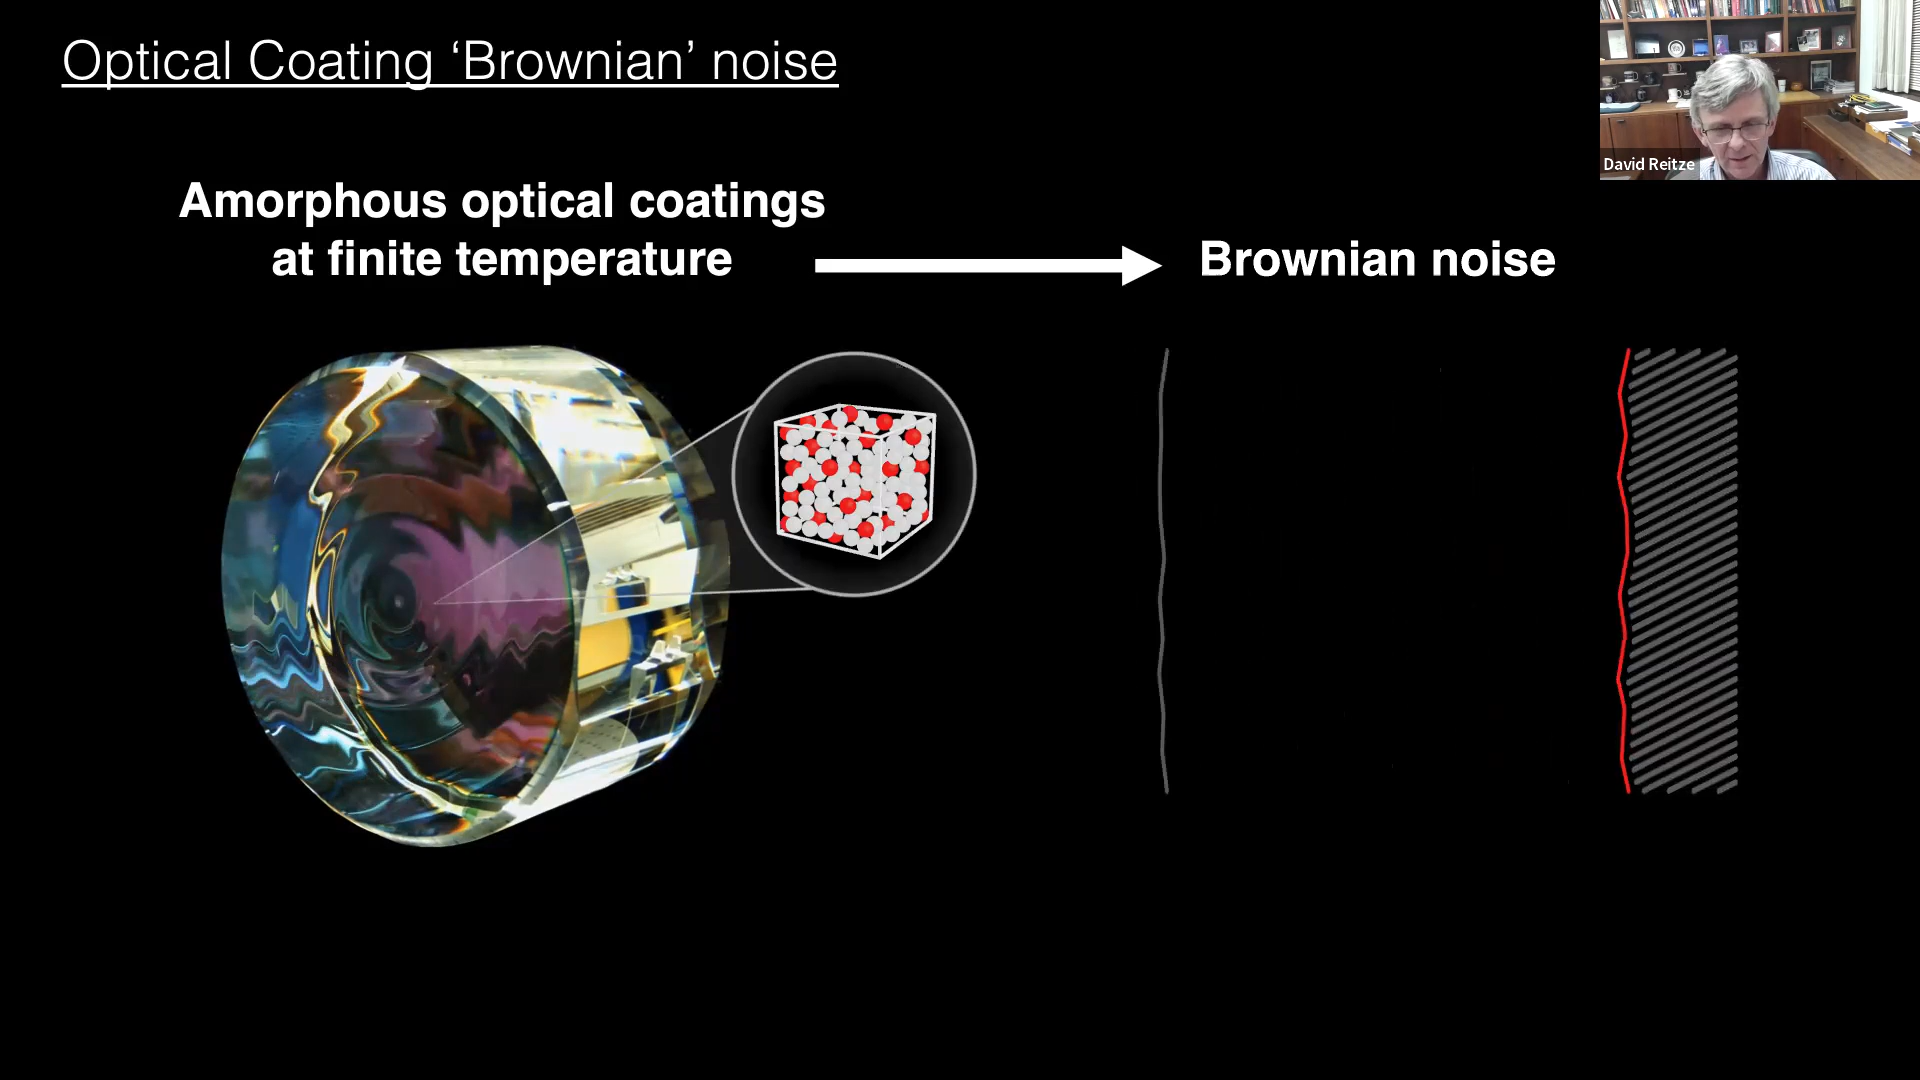 Optical Coating ‘Brownian’ noise
Amorphous optical coatings
at finite temperature
Brownian noise
David Reitze